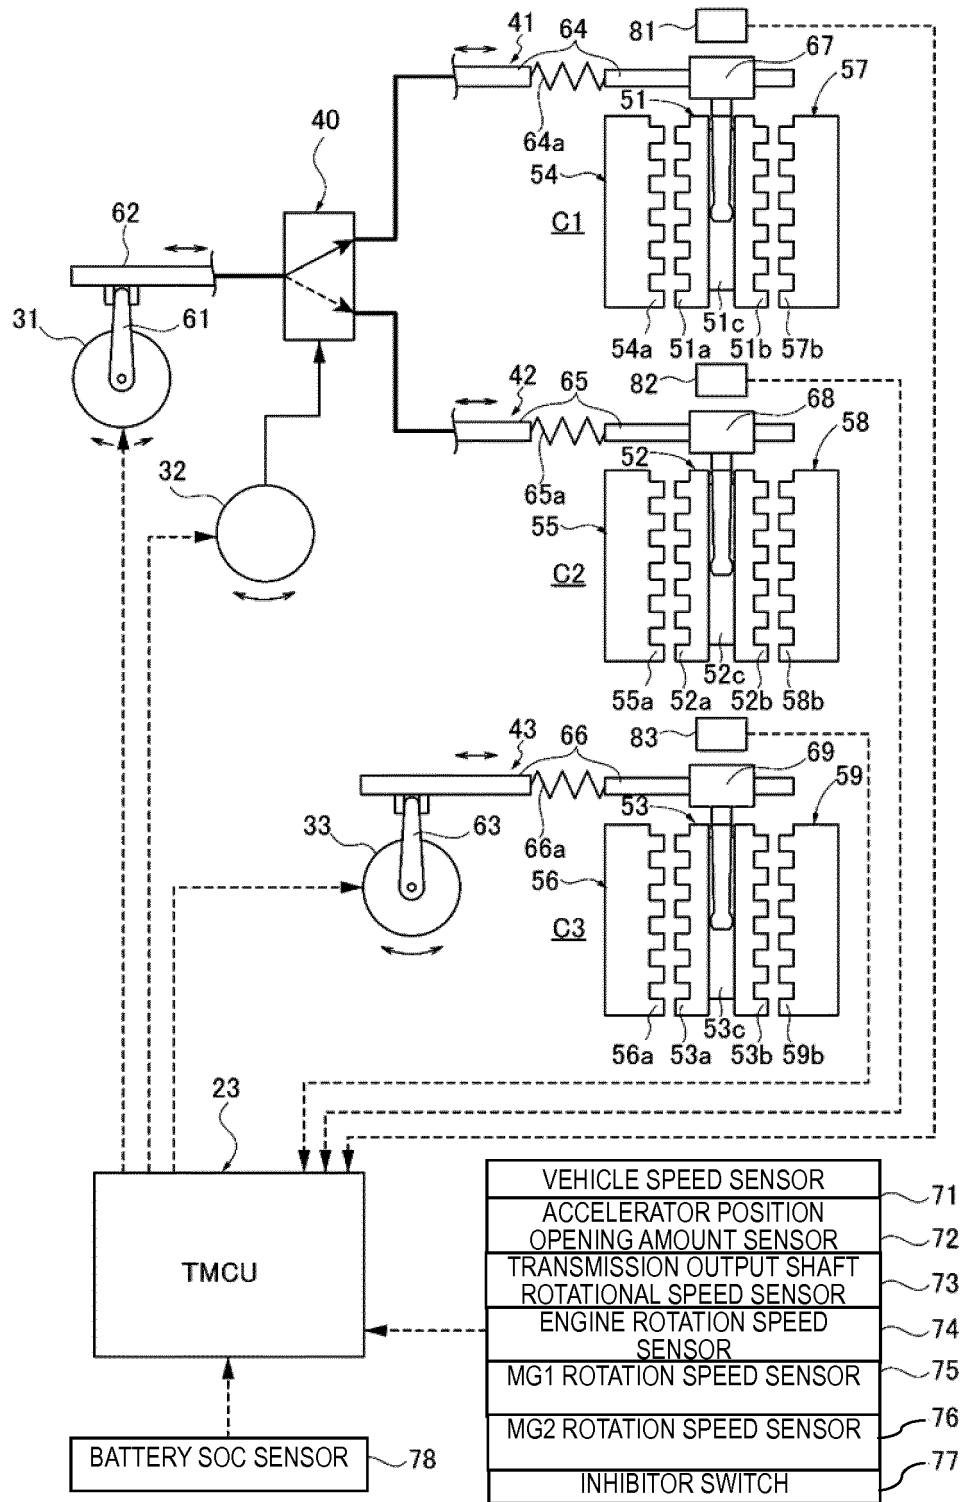 81
41
64
67
51
57
40
64a
54
62
C1
31
61
51c
54a
51a
51b
57b
82
42
65
68
52
58
32
65a
55
C2
52c
55a
52a
52b
58b
83
43
66
69
53
59
33
63
66a
56
C3
53c
56a
53a
53b
59b
23
VEHICLE SPEED SENSOR
71
ACCELERATOR POSITION
OPENING AMOUNT SENSOR
72
TMCU
TRANSMISSION OUTPUT SHAFT
ROTATIONAL SPEED SENSOR
73
ENGINE ROTATION SPEED
SENSOR
74
MG1 ROTATION SPEED SENSOR
75
MG2 ROTATION SPEED SENSOR
76
BATTERY SOC SENSOR
78
INHIBITOR SWITCH
77